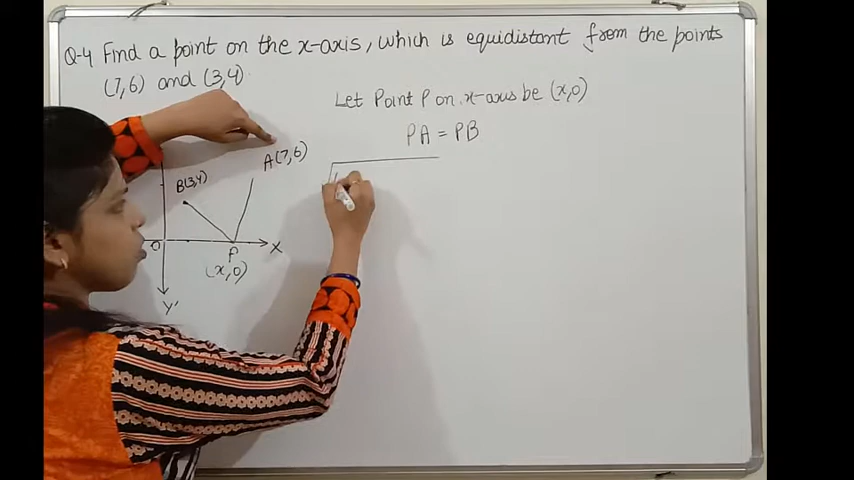 Q-4 Find a point on the x-axis, which is equidistant from the points
(7,6) and (3,4).
Let Point P on x-axis be (x,0)
PA = PB
A(7,6)
B(3,4)
O
P
X
(x,0)
Y'